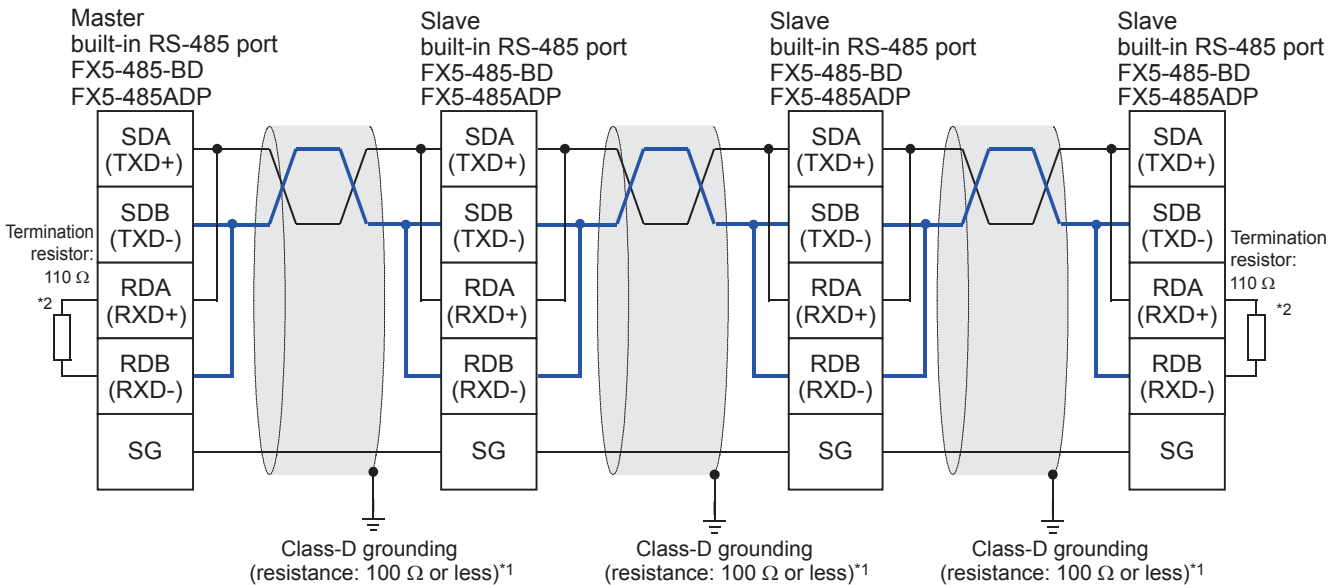 Master
built-in RS-485 port
FX5-485-BD
FX5-485ADP
Slave
built-in RS-485 port
FX5-485-BD
FX5-485ADP
Slave
built-in RS-485 port
FX5-485-BD
FX5-485ADP
Slave
built-in RS-485 port
FX5-485-BD
FX5-485ADP
Termination
resistor:
110 Ω
*2
SDA
(TXD+)
SDB
(TXD-)
RDA
(RXD+)
RDB
(RXD-)
SG
SDA
(TXD+)
SDB
(TXD-)
RDA
(RXD+)
RDB
(RXD-)
SG
SDA
(TXD+)
SDB
(TXD-)
RDA
(RXD+)
RDB
(RXD-)
SG
SDA
(TXD+)
SDB
(TXD-)
RDA
(RXD+)
RDB
(RXD-)
SG
Termination
resistor:
110 Ω
*2
Class-D grounding
(resistance: 100 Ω or less)*1
Class-D grounding
(resistance: 100 Ω or less)*1
Class-D grounding
(resistance: 100 Ω or less)*1